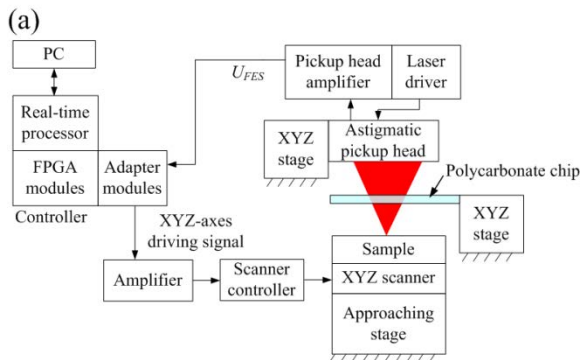 (a)
PC
Real-time
processor
FPGA
modules
Adapter
modules
Controller
U_FES
Pickup head
amplifier
Laser
driver
XYZ
stage
Astigmatic
pickup head
Polycarbonate chip
XYZ
stage
XYZ-axes
driving signal
Amplifier
Scanner
controller
Sample
XYZ scanner
Approaching
stage